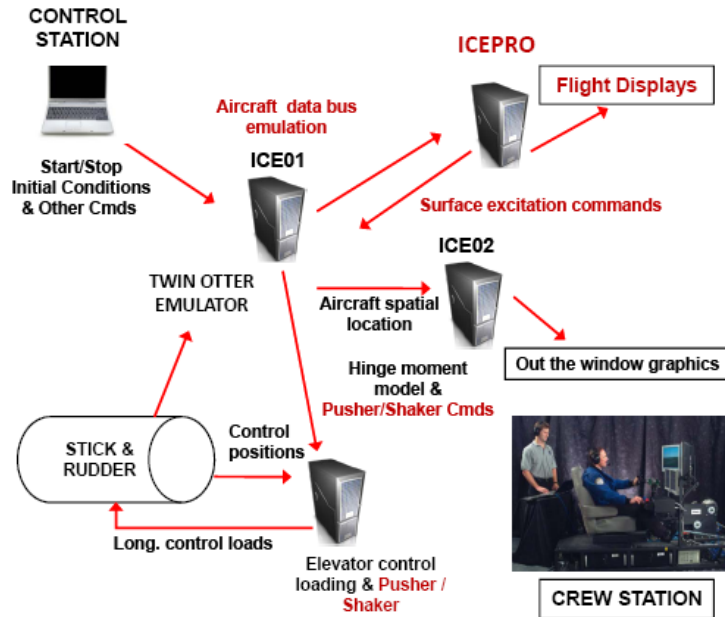 CONTROL
STATION
ICEPRO
Flight Displays
Aircraft data bus
emulation
ICE01
Start/Stop
Initial Conditions
& Other Cmds
Surface excitation commands
ICE02
TWIN OTTER
EMULATOR
Aircraft spatial
location
Out the window graphics
Hinge moment
model &
Pusher/Shaker Cmds
STICK &
RUDDER
Control
positions
Long. control loads
Elevator control
loading & Pusher /
Shaker
CREW STATION